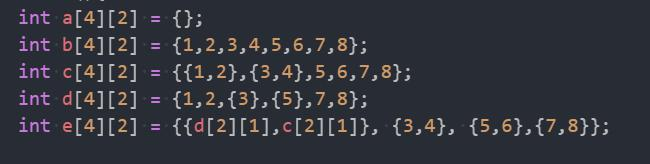 int a[4][2] = {};
int b[4][2] = {1,2,3,4,5,6,7,8};
int c[4][2] = {{1,2},{3,4},5,6,7,8};
int d[4][2] = {1,2,{3},{5},7,8};
int e[4][2] = {{d[2][1],c[2][1]}, {3,4}, {5,6},{7,8}};